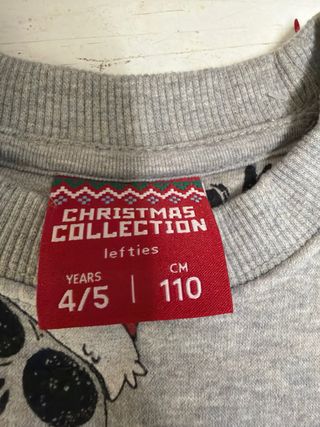 CHRISTMAS
COLLECTION
lefties
YEARS
4/5
CM
110